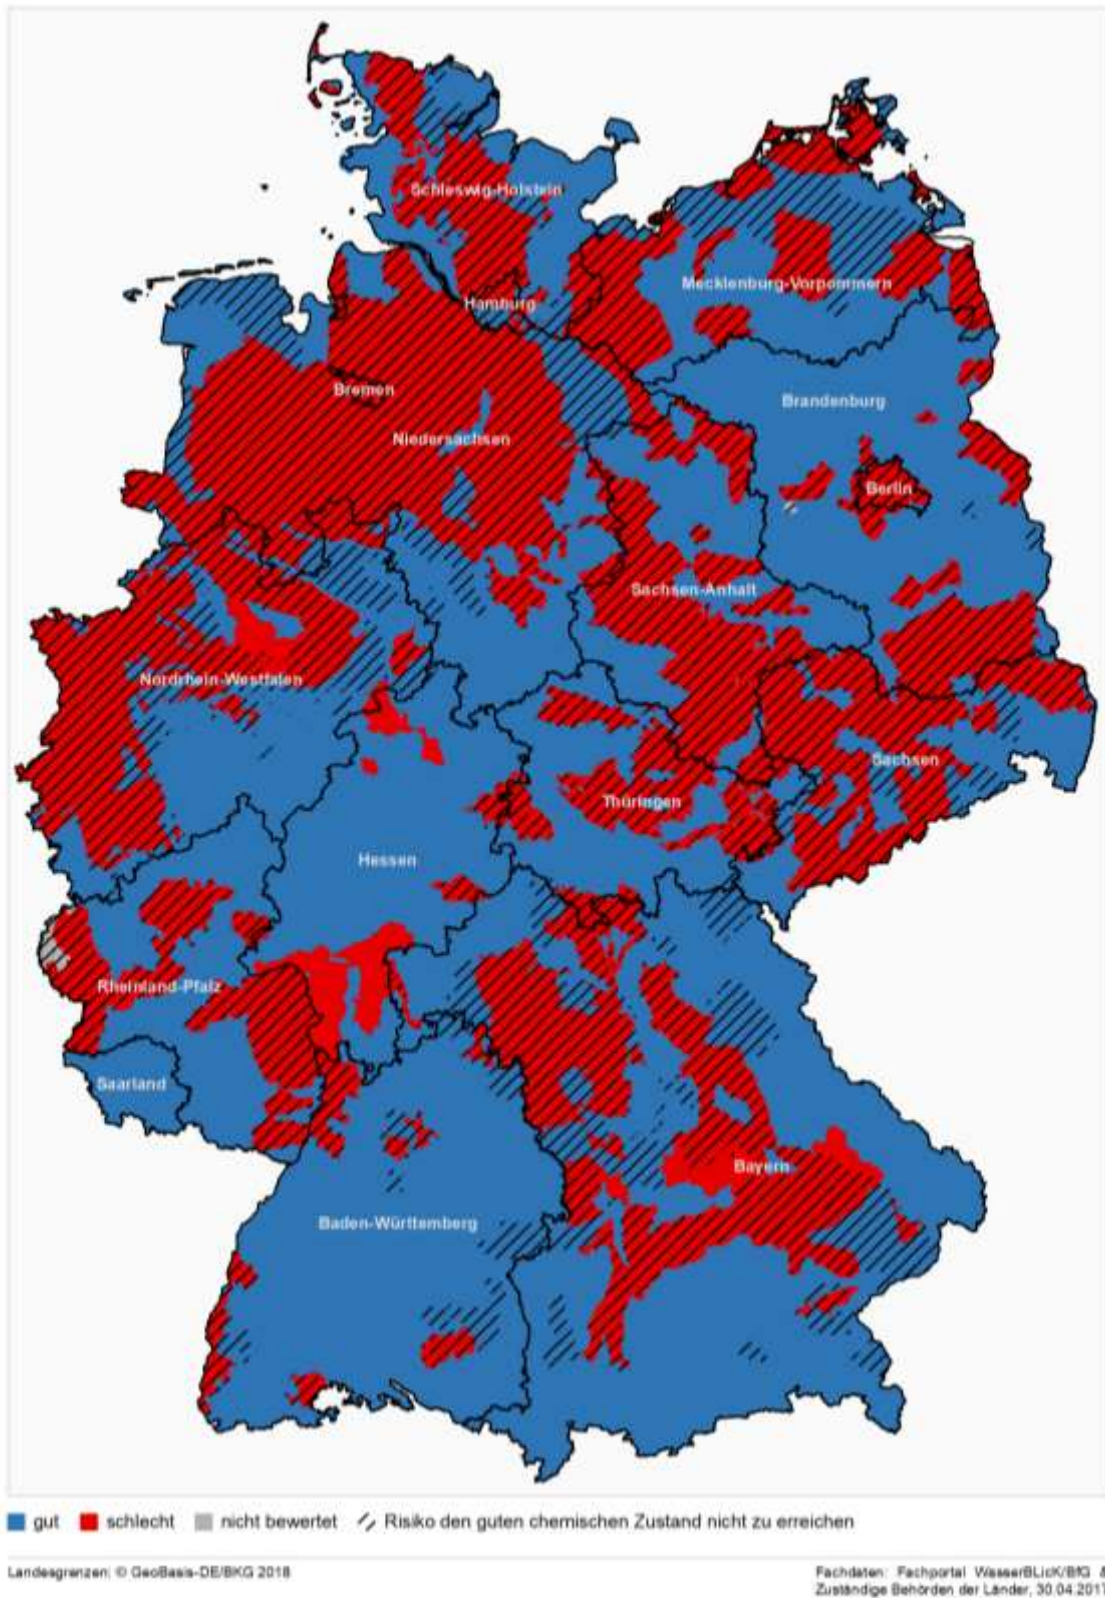 Schleswig-Holstein
Mecklenburg-Vorpommern
Hamburg
Bremen
Brandenburg
Niedersachsen
Berlin
Sachsen-Anhalt
Nordrhein-Westfalen
Sachsen
Thüringen
Hessen
Rheinland-Pfalz
Saarland
Bayern
Baden-Württemberg
gut schlecht nicht bewertet Risiko den guten chemischen Zustand nicht zu erreichen
Landesgrenzen: © GeoBasis-DE/BKG 2018
Fachdaten: Fachportal WasserBLIcK/BfG &
Zuständige Behörden der Länder, 30.04.2017